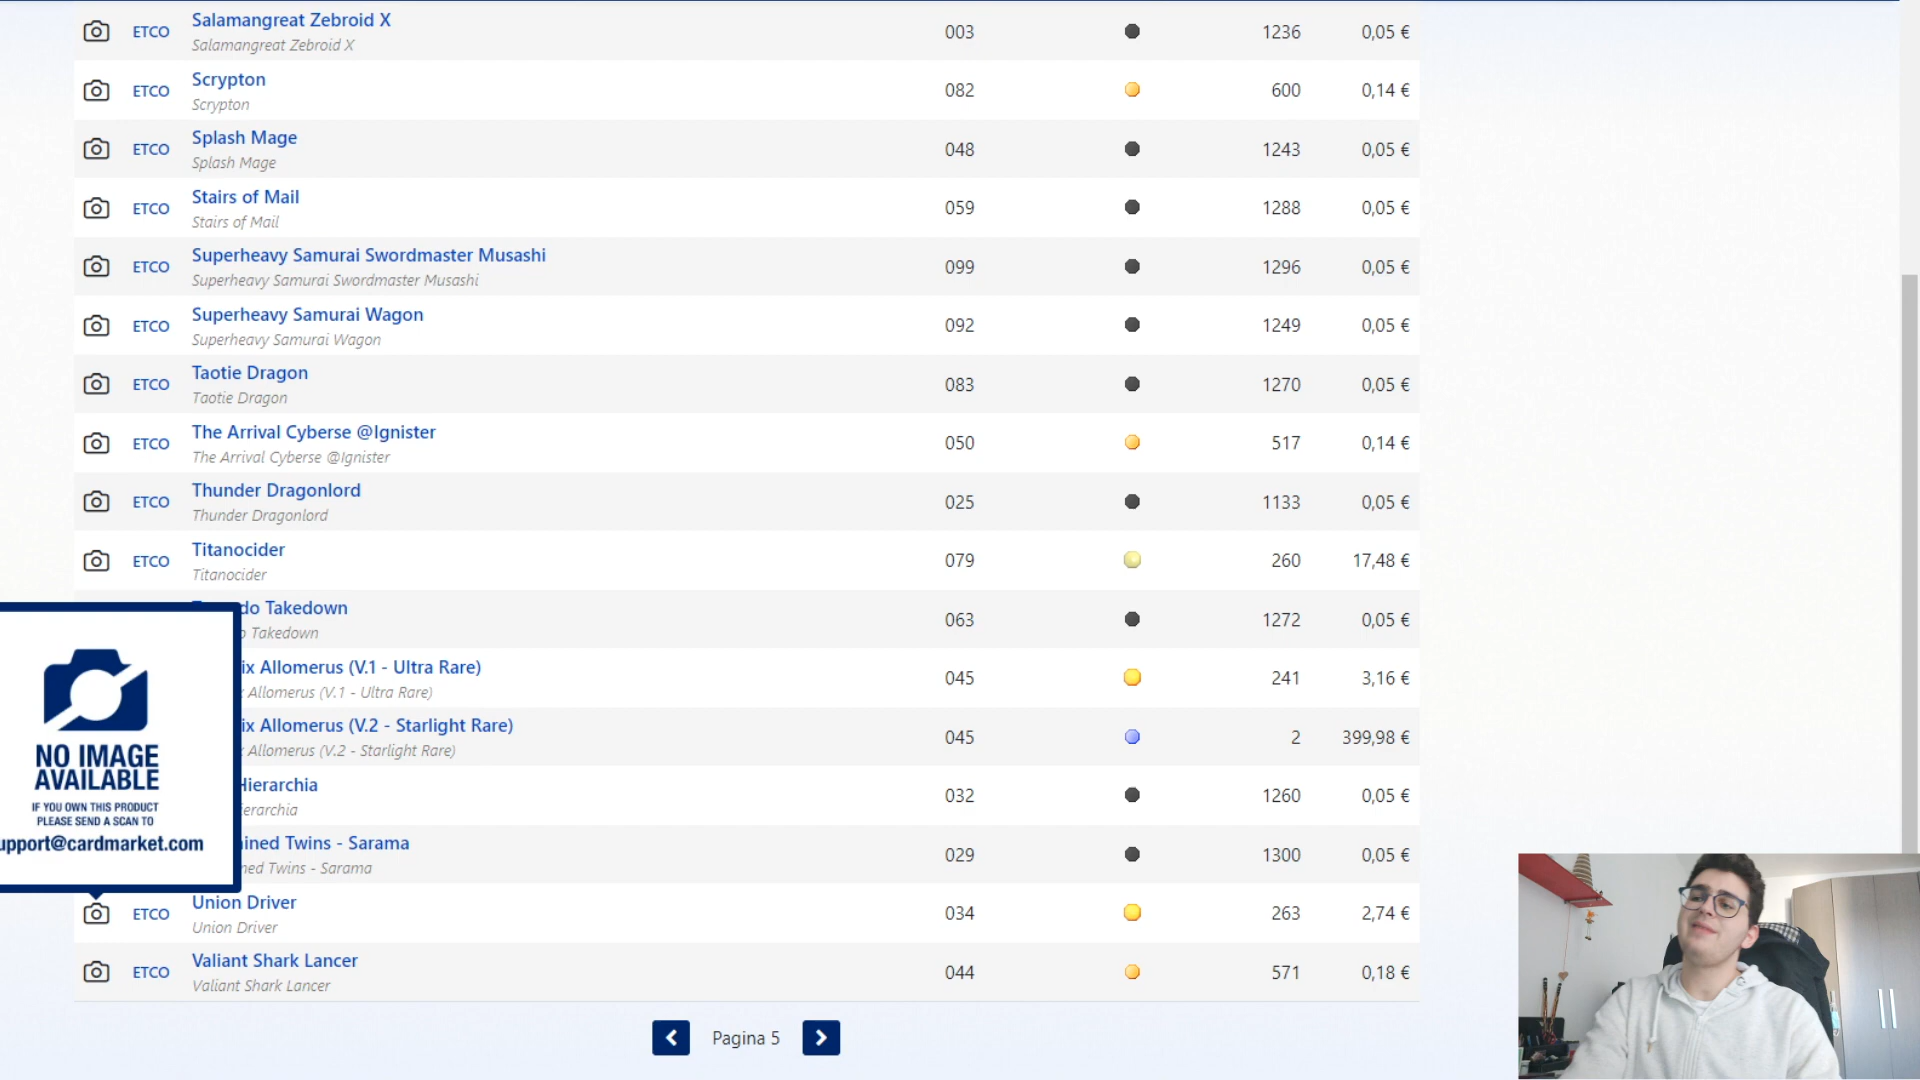 ETCO Salamangreat Zebroid X 003 1236 0,05 €
Salamangreat Zebroid X
ETCO Scrypton 082 600 0,14 €
Scrypton
ETCO Splash Mage 048 1243 0,05 €
Splash Mage
ETCO Stairs of Mail 059 1288 0,05 €
Stairs of Mail
ETCO Superheavy Samurai Swordmaster Musashi 099 1296 0,05 €
Superheavy Samurai Swordmaster Musashi
ETCO Superheavy Samurai Wagon 092 1249 0,05 €
Superheavy Samurai Wagon
ETCO Taotie Dragon 083 1270 0,05 €
Taotie Dragon
ETCO The Arrival Cyberse @Ignister 050 517 0,14 €
The Arrival Cyberse @Ignister
ETCO Thunder Dragonlord 025 1133 0,05 €
Thunder Dragonlord
ETCO Titanocider 079 260 17,48 €
Titanocider
do Takedown 063 1272 0,05 €
Takedown
ix Allomerus (V.1 - Ultra Rare) 045 241 3,16 €
Allomerus (V.1 - Ultra Rare)
ix Allomerus (V.2 - Starlight Rare) 045 2 399,98 €
Allomerus (V.2 - Starlight Rare)
Hierarchia 032 1260 0,05 €
ierarchia
ained Twins - Sarama 029 1300 0,05 €
ned Twins - Sarama
NO IMAGE
AVAILABLE
IF YOU OWN THIS PRODUCT
PLEASE SEND A SCAN TO
upport@cardmarket.com
ETCO Union Driver 034 263 2,74 €
Union Driver
ETCO Valiant Shark Lancer 044 571 0,18 €
Valiant Shark Lancer
Pagina 5